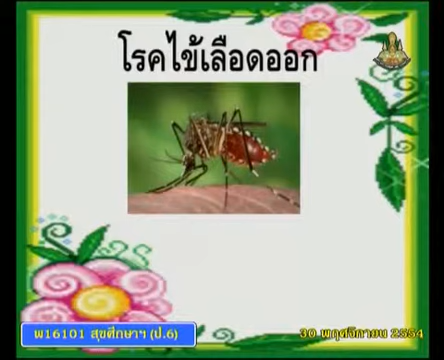 โรคไข้เลือดออก
พ16101 สุขศึกษาฯ (ป.6)
30 พฤศจิกายน 2554